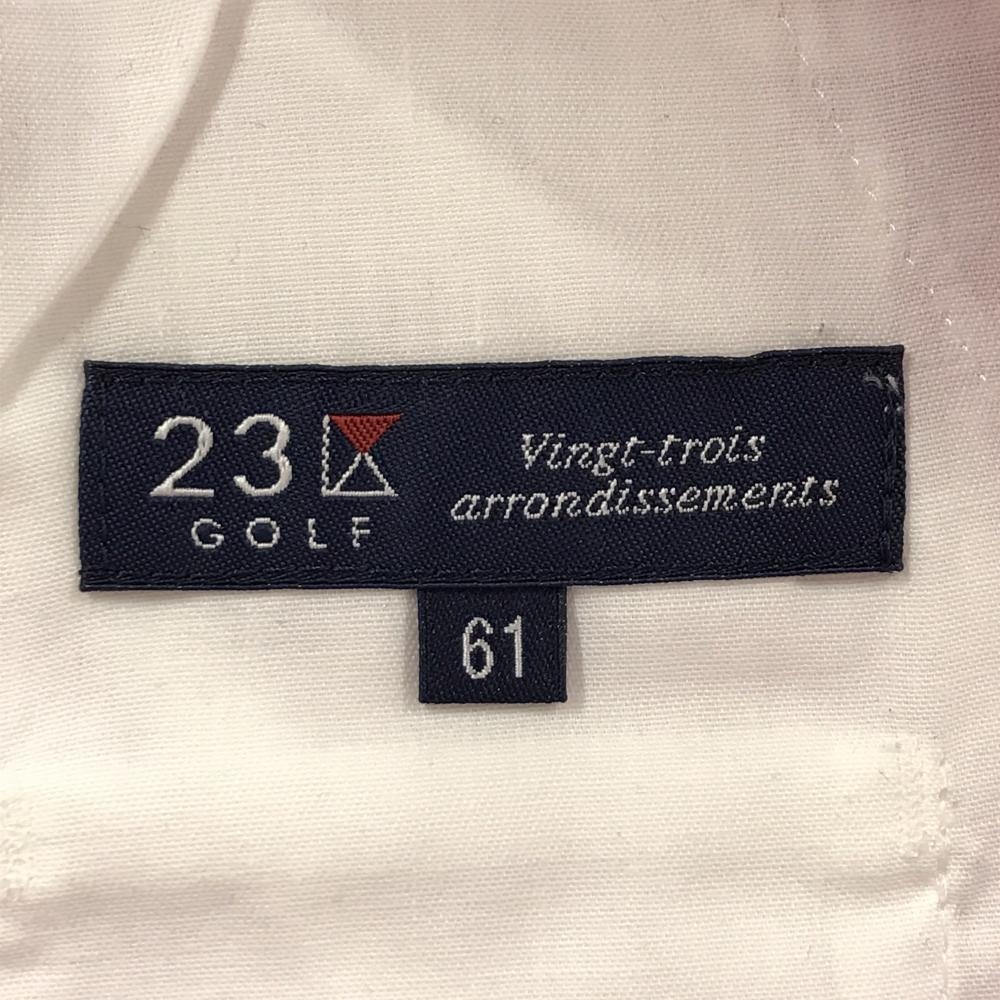 23
GOLF
Vingt-trois
arrondissements
61